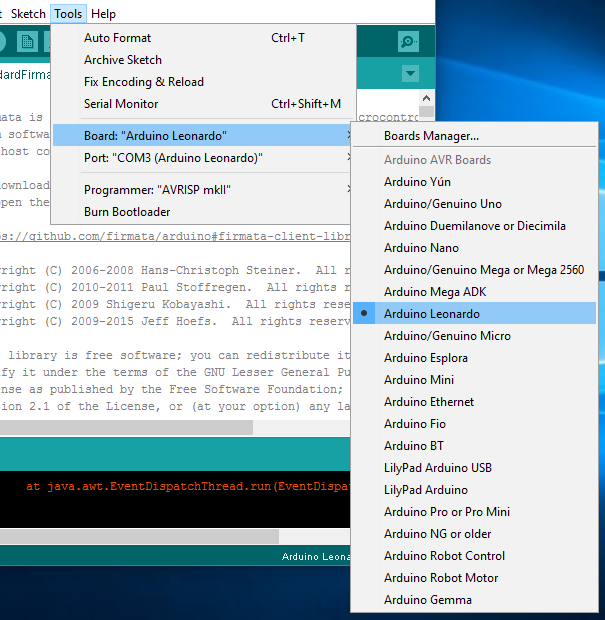 t Sketch Tools Help
Auto Format Ctrl+T
Archive Sketch
Fix Encoding & Reload
Serial Monitor Ctrl+Shift+M
Board: "Arduino Leonardo"
Port: "COM3 (Arduino Leonardo)"
Programmer: "AVRISP mkII"
Burn Bootloader
dardFirma
mata is
crocontro
n softwa
host co
download
open the
ps://github.com/firmata/arduino#firmata-client-libr
right (C) 2006-2008 Hans-Christoph Steiner. All r
right (C) 2010-2011 Paul Stoffregen. All rights r
right (C) 2009 Shigeru Kobayashi. All rights rese
right (C) 2009-2015 Jeff Hoefs. All rights reserv
library is free software; you can redistribute it
ify it under the terms of the GNU Lesser General Pu
ense as published by the Free Software Foundation;
ion 2.1 of the License, or (at your option) any la
at java.awt.EventDispatchThread.run(EventDispat
Arduino Leona
Boards Manager...
Arduino AVR Boards
Arduino Yún
Arduino/Genuino Uno
Arduino Duemilanove or Diecimila
Arduino Nano
Arduino/Genuino Mega or Mega 2560
Arduino Mega ADK
Arduino Leonardo
Arduino/Genuino Micro
Arduino Esplora
Arduino Mini
Arduino Ethernet
Arduino Fio
Arduino BT
LilyPad Arduino USB
LilyPad Arduino
Arduino Pro or Pro Mini
Arduino NG or older
Arduino Robot Control
Arduino Robot Motor
Arduino Gemma